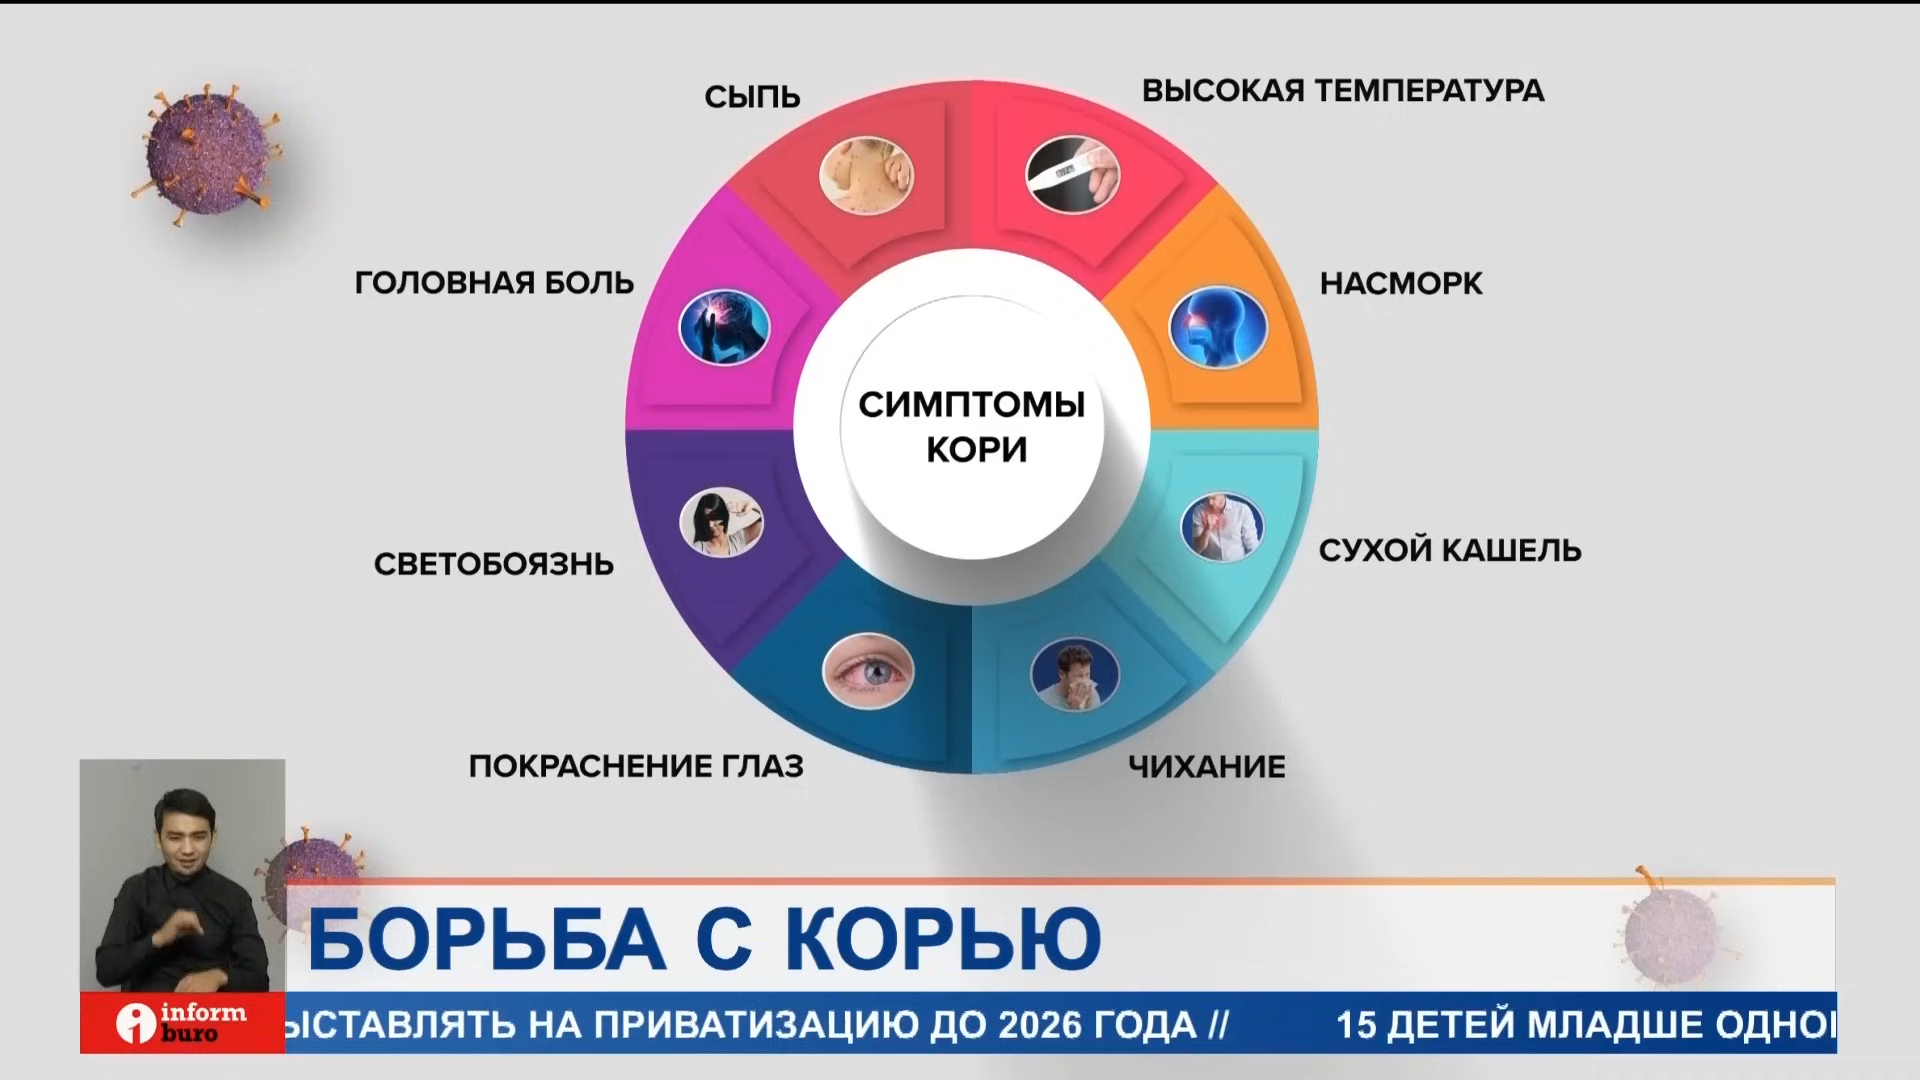 СЫПЬ
ВЫСОКАЯ ТЕМПЕРАТУРА
ГОЛОВНАЯ БОЛЬ
НАСМОРК
СИМПТОМЫ
КОРИ
СВЕТОБОЯЗНЬ
СУХОЙ КАШЕЛЬ
ПОКРАСНЕНИЕ ГЛАЗ
ЧИХАНИЕ
БОРЬБА С КОРЬЮ
inform
buro
ЫСТАВЛЯТЬ НА ПРИВАТИЗАЦИЮ ДО 2026 ГОДА // 15 ДЕТЕЙ МЛАДШЕ